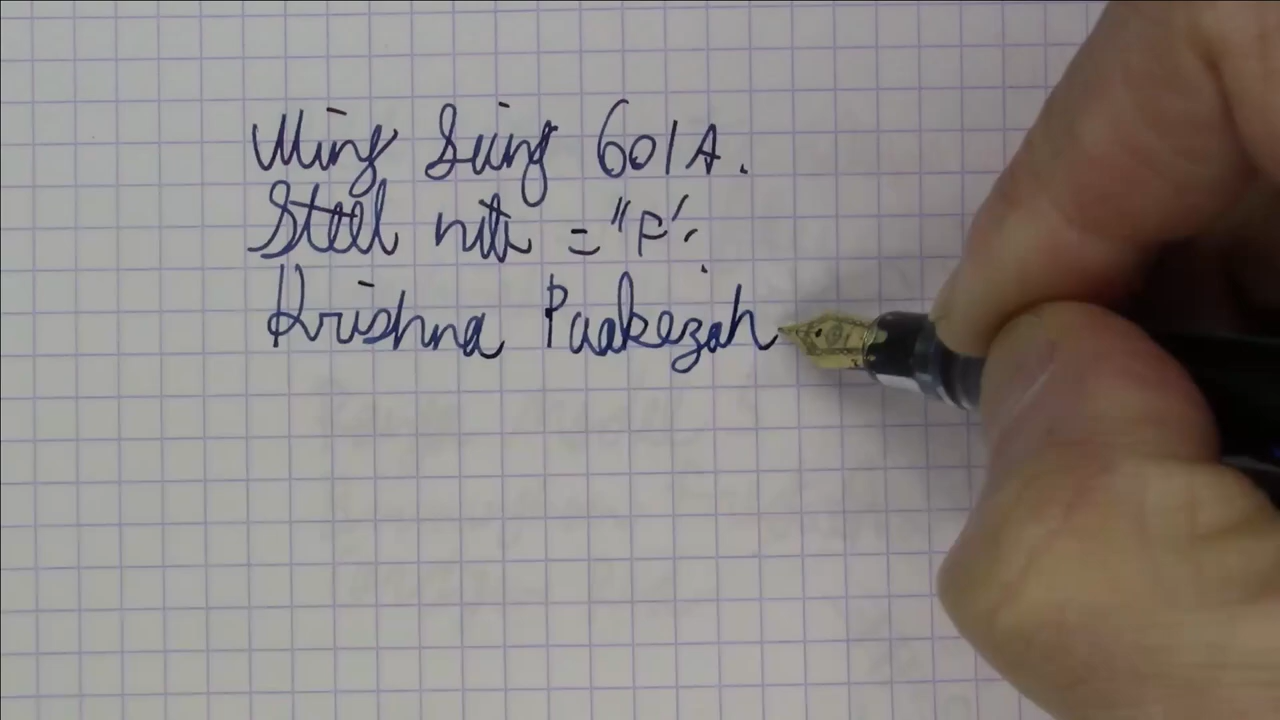 Wing Sung 601A.
Steel nib = "F".
Krishna Paakezah